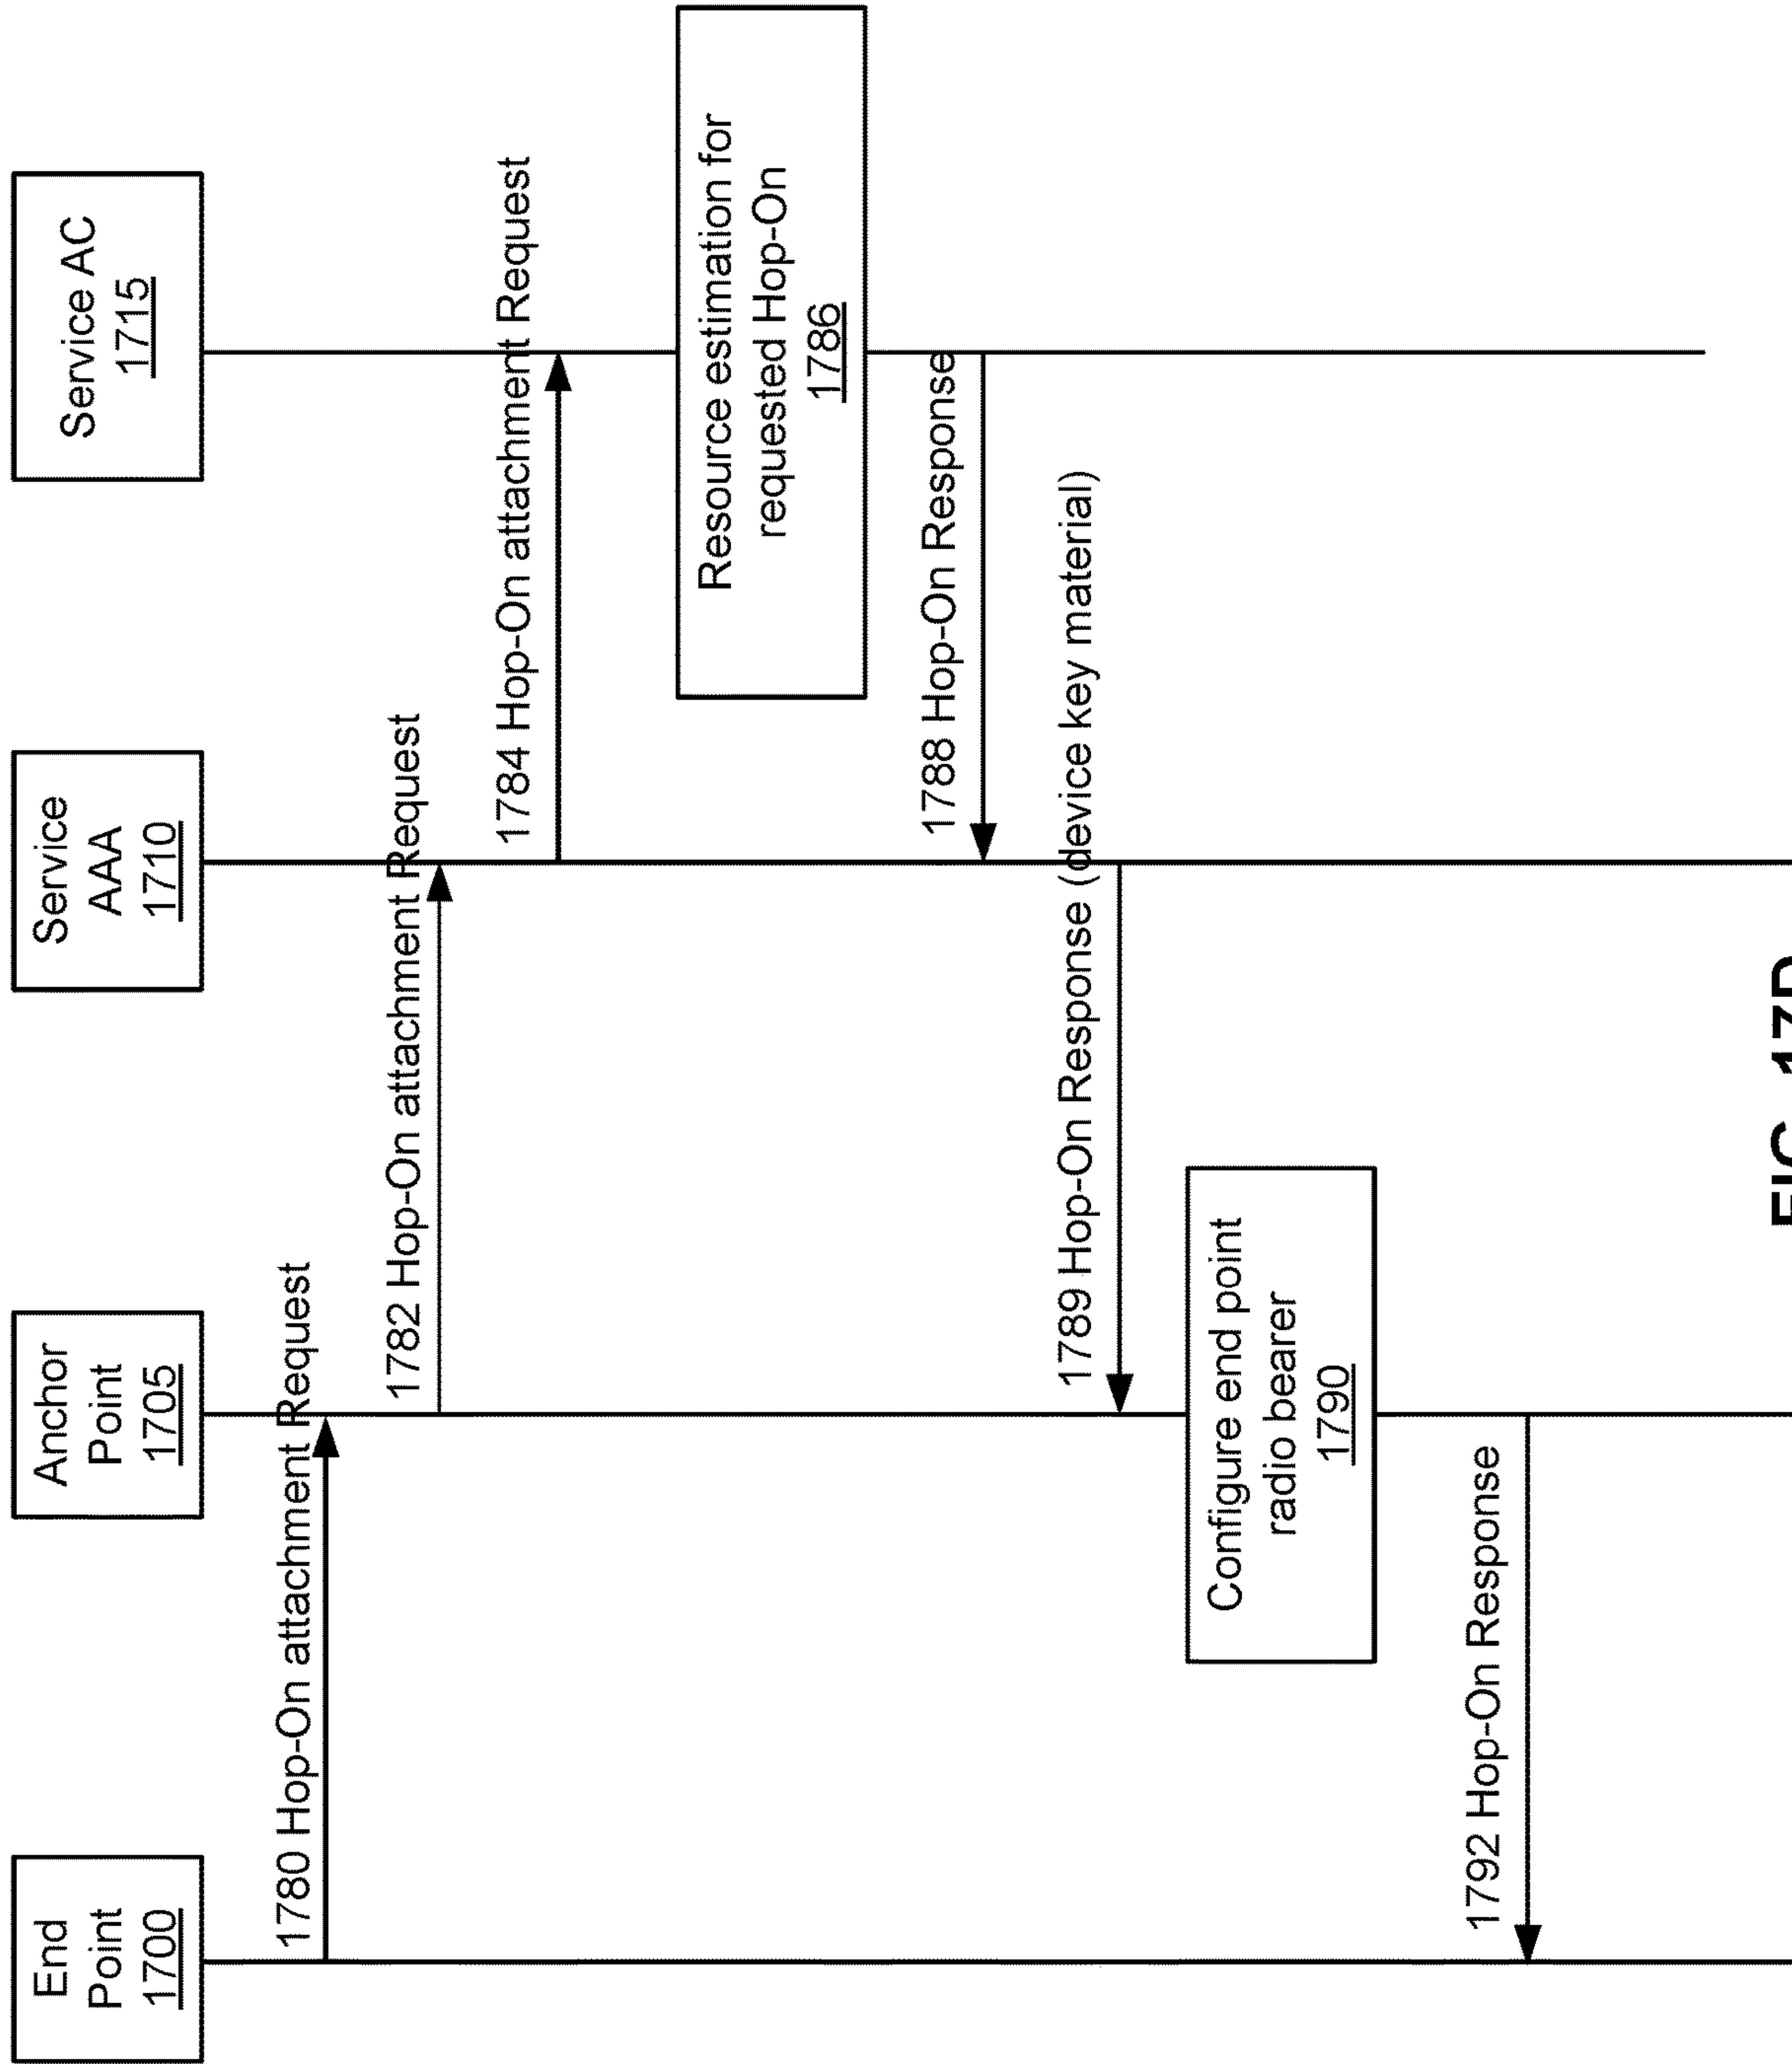 End
Point
1700
Anchor
Point
1705
Service
AAA
1710
Service AC
1715
1780 Hop-On attachment Request
1782 Hop-On attachment Request
1784 Hop-On attachment Request
Resource estimation for
requested Hop-On
1786
1788 Hop-On Response
1789 Hop-On Response (device key material)
Configure end point
radio bearer
1790
1792 Hop-On Response